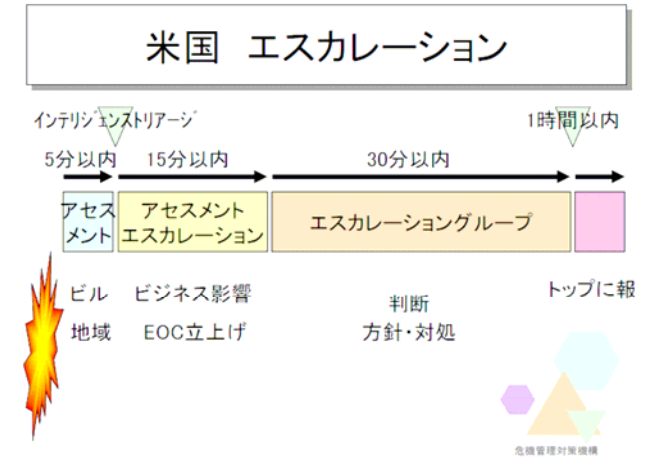 米国 エスカレーション
インテリジェンストリアージ
1時間以内
5分以内
15分以内
30分以内
アセス
メント
アセスメント
エスカレーション
エスカレーショングループ
ビル
地域
ビジネス影響
EOC立上げ
判断
方針・対処
トップに報
危機管理対策機構